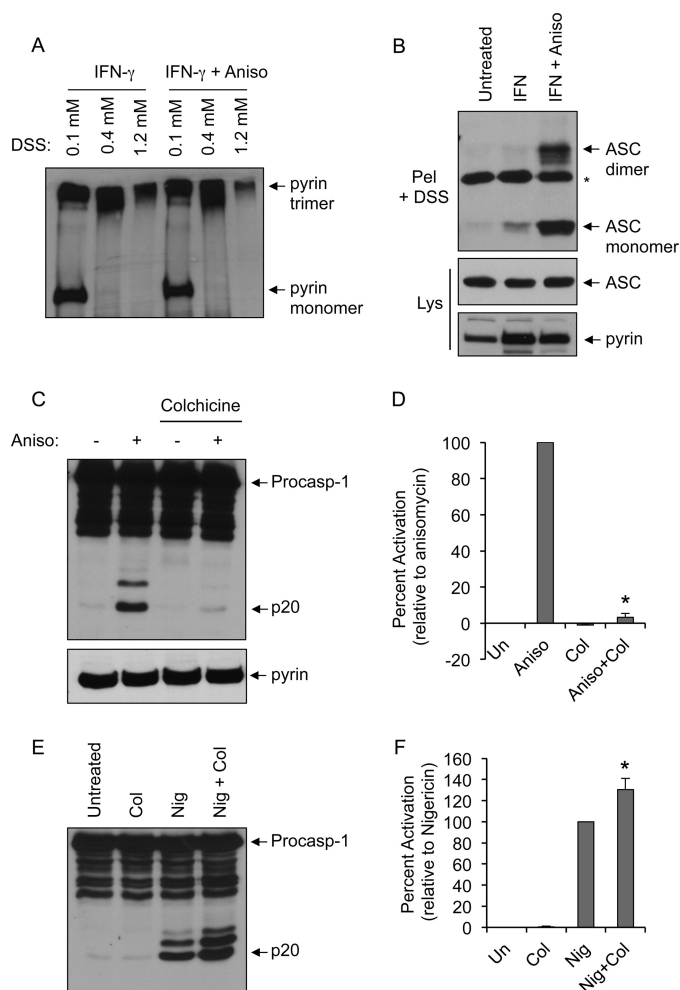 A
IFN-γ
IFN-γ + Aniso
DSS:
0.1 mM
0.4 mM
1.2 mM
0.1 mM
0.4 mM
1.2 mM
pyrin
trimer
pyrin
monomer
B
Untreated
IFN
IFN + Aniso
Pel
+ DSS
ASC
dimer
*
ASC
monomer
Lys
ASC
pyrin
C
Colchicine
Aniso:
- + - +
Procasp-1
p20
pyrin
D
Percent Activation
(relative to anisomycin)
100
80
60
40
20
0
-20
*
Un
Aniso
Col
Aniso+Col
E
Untreated
Col
Nig
Nig + Col
Procasp-1
p20
F
Percent Activation
(relative to Nigericin)
160
140
120
100
80
60
40
20
0
*
Un
Col
Nig
Nig+Col